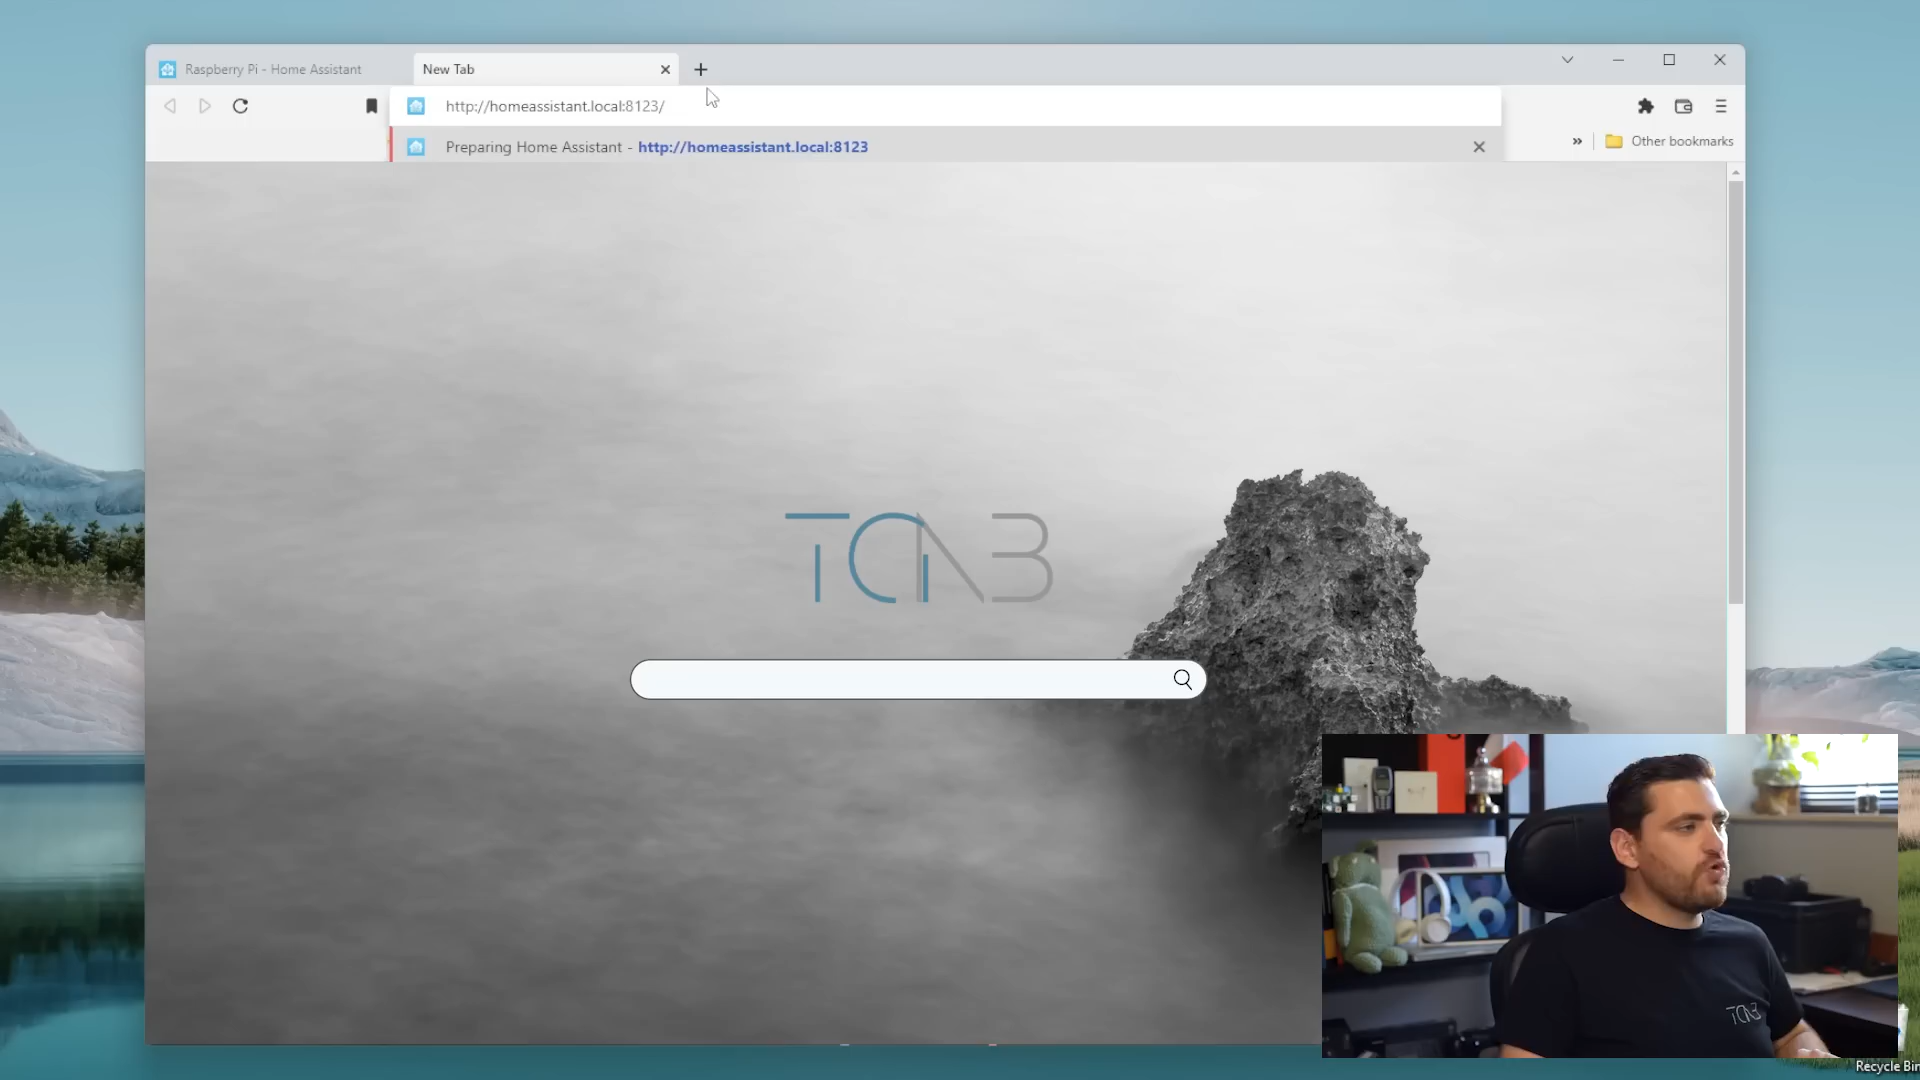 Raspberry Pi - Home Assistant
New Tab
http://homeassistant.local:8123/
Preparing Home Assistant - http://homeassistant.local:8123
Other bookmarks
TCNB
TCNB
Recycle Bin